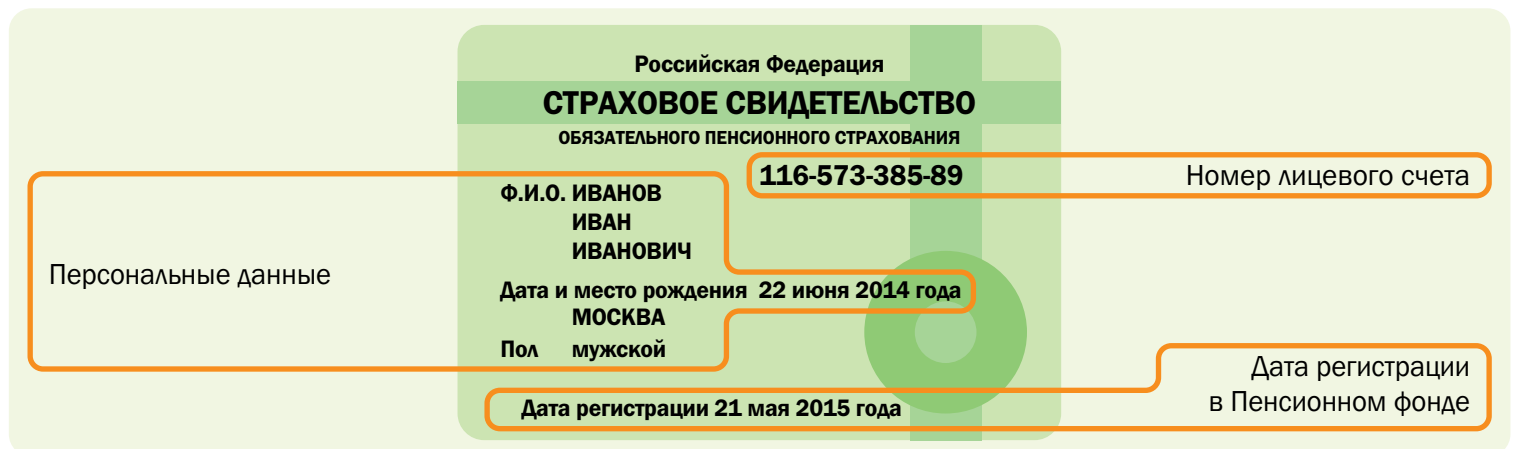 Российская Федерация
СТРАХОВОЕ СВИДЕТЕЛЬСТВО
ОБЯЗАТЕЛЬНОГО ПЕНСИОННОГО СТРАХОВАНИЯ
116-573-385-89
Номер лицевого счета
Ф.И.О. ИВАНОВ
ИВАН
ИВАНОВИЧ
Персональные данные
Дата и место рождения 22 июня 2014 года
МОСКВА
Пол мужской
Дата регистрации 21 мая 2015 года
Дата регистрации
в Пенсионном фонде